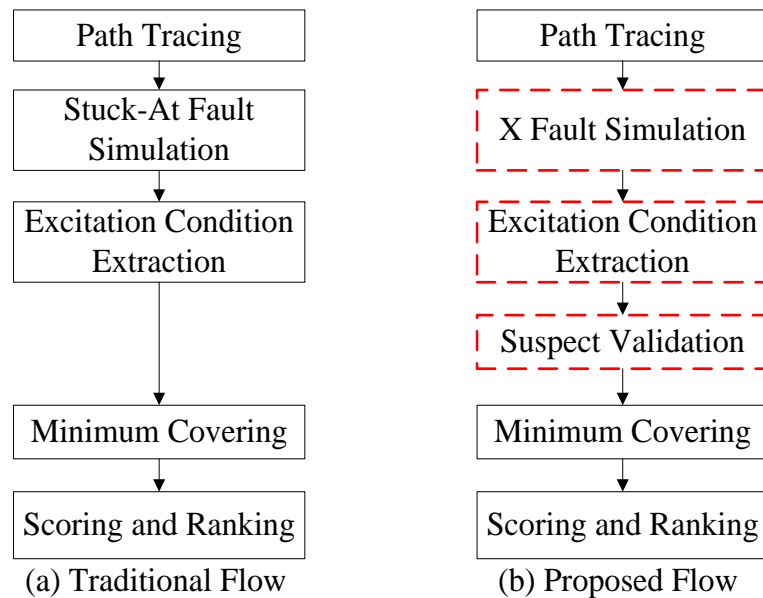 Path Tracing
Stuck-At Fault
Simulation
Excitation Condition
Extraction
Minimum Covering
Scoring and Ranking
(a) Traditional Flow
Path Tracing
X Fault Simulation
Excitation Condition
Extraction
Suspect Validation
Minimum Covering
Scoring and Ranking
(b) Proposed Flow